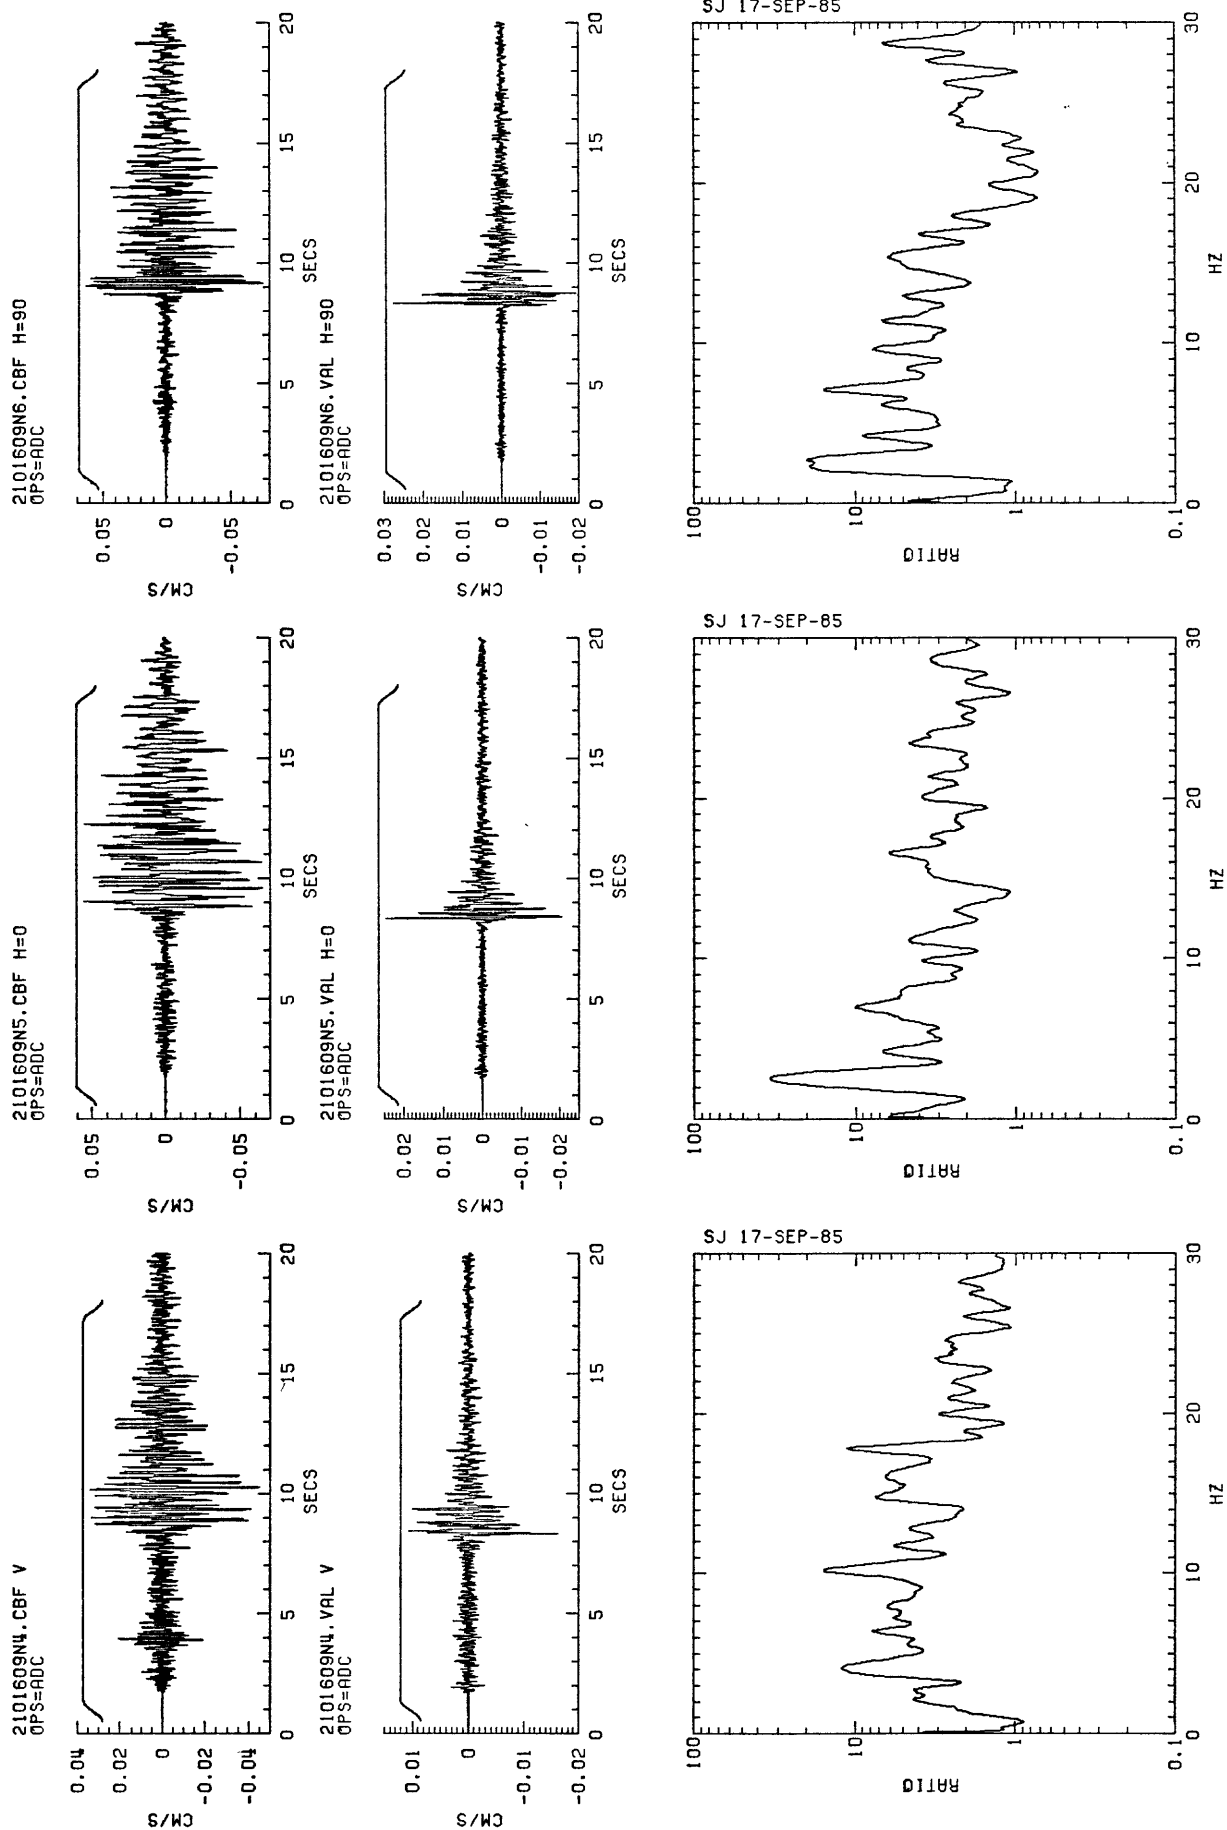 2101609N4.CBF V
OPS=ADC
0.04
0.02
0
-0.02
-0.04
CM/S
0 5 10 15 20
SECS
2101609N5.CBF H=0
OPS=ADC
0.05
0
-0.05
CM/S
0 5 10 15 20
SECS
2101609N6.CBF H=90
OPS=ADC
0.05
0
-0.05
CM/S
0 5 10 15 20
SECS
2101609N4.VAL V
OPS=ADC
0.01
0
-0.01
CM/S
0 5 10 15 20
SECS
2101609N5.VAL H=0
OPS=ADC
0.02
0.01
0
-0.01
-0.02
CM/S
0 5 10 15 20
SECS
2101609N6.VAL H=90
OPS=ADC
0.03
0.02
0.01
0
-0.01
-0.02
CM/S
0 5 10 15 20
SECS
SJ 17-SEP-85
100
10
1
0.1
RATIO
0 10 20 30
HZ
SJ 17-SEP-85
100
10
1
0.1
RATIO
0 10 20 30
HZ
SJ 17-SEP-85
100
10
1
0.1
RATIO
0 10 20 30
HZ